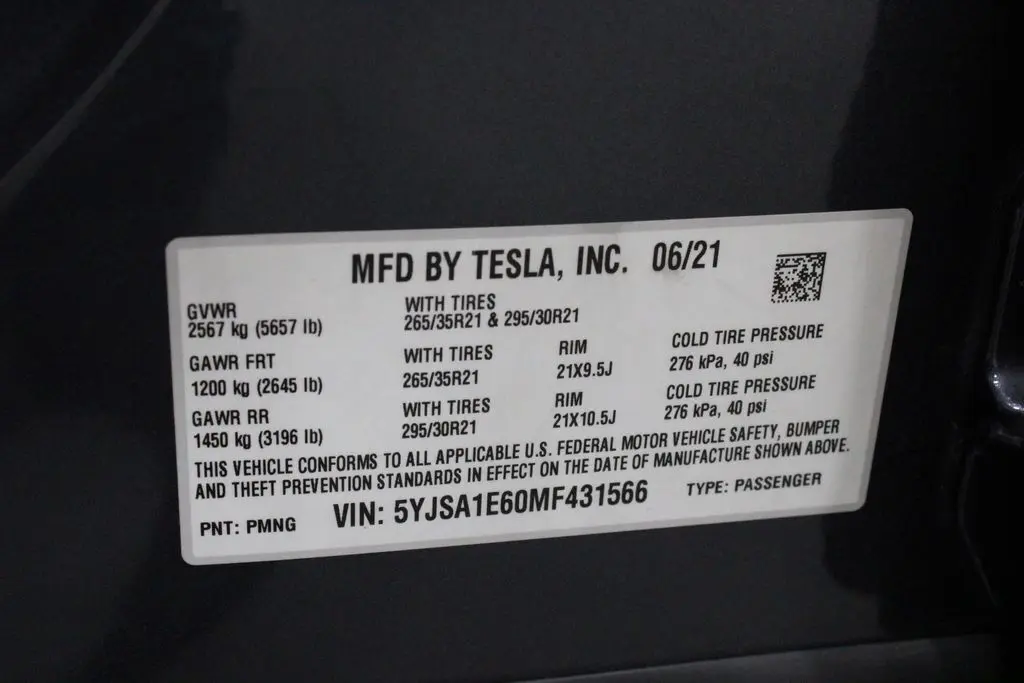 MFD BY TESLA, INC. 06/21
GVWR WITH TIRES
2567 kg (5657 lb) 265/35R21 & 295/30R21
GAWR FRT WITH TIRES RIM COLD TIRE PRESSURE
1200 kg (2645 lb) 265/35R21 21X9.5J 276 kPa, 40 psi
GAWR RR WITH TIRES RIM COLD TIRE PRESSURE
1450 kg (3196 lb) 295/30R21 21X10.5J 276 kPa, 40 psi
THIS VEHICLE CONFORMS TO ALL APPLICABLE U.S. FEDERAL MOTOR VEHICLE SAFETY, BUMPER
AND THEFT PREVENTION STANDARDS IN EFFECT ON THE DATE OF MANUFACTURE SHOWN ABOVE.
PNT: PMNG VIN: 5YJSA1E60MF431566 TYPE: PASSENGER